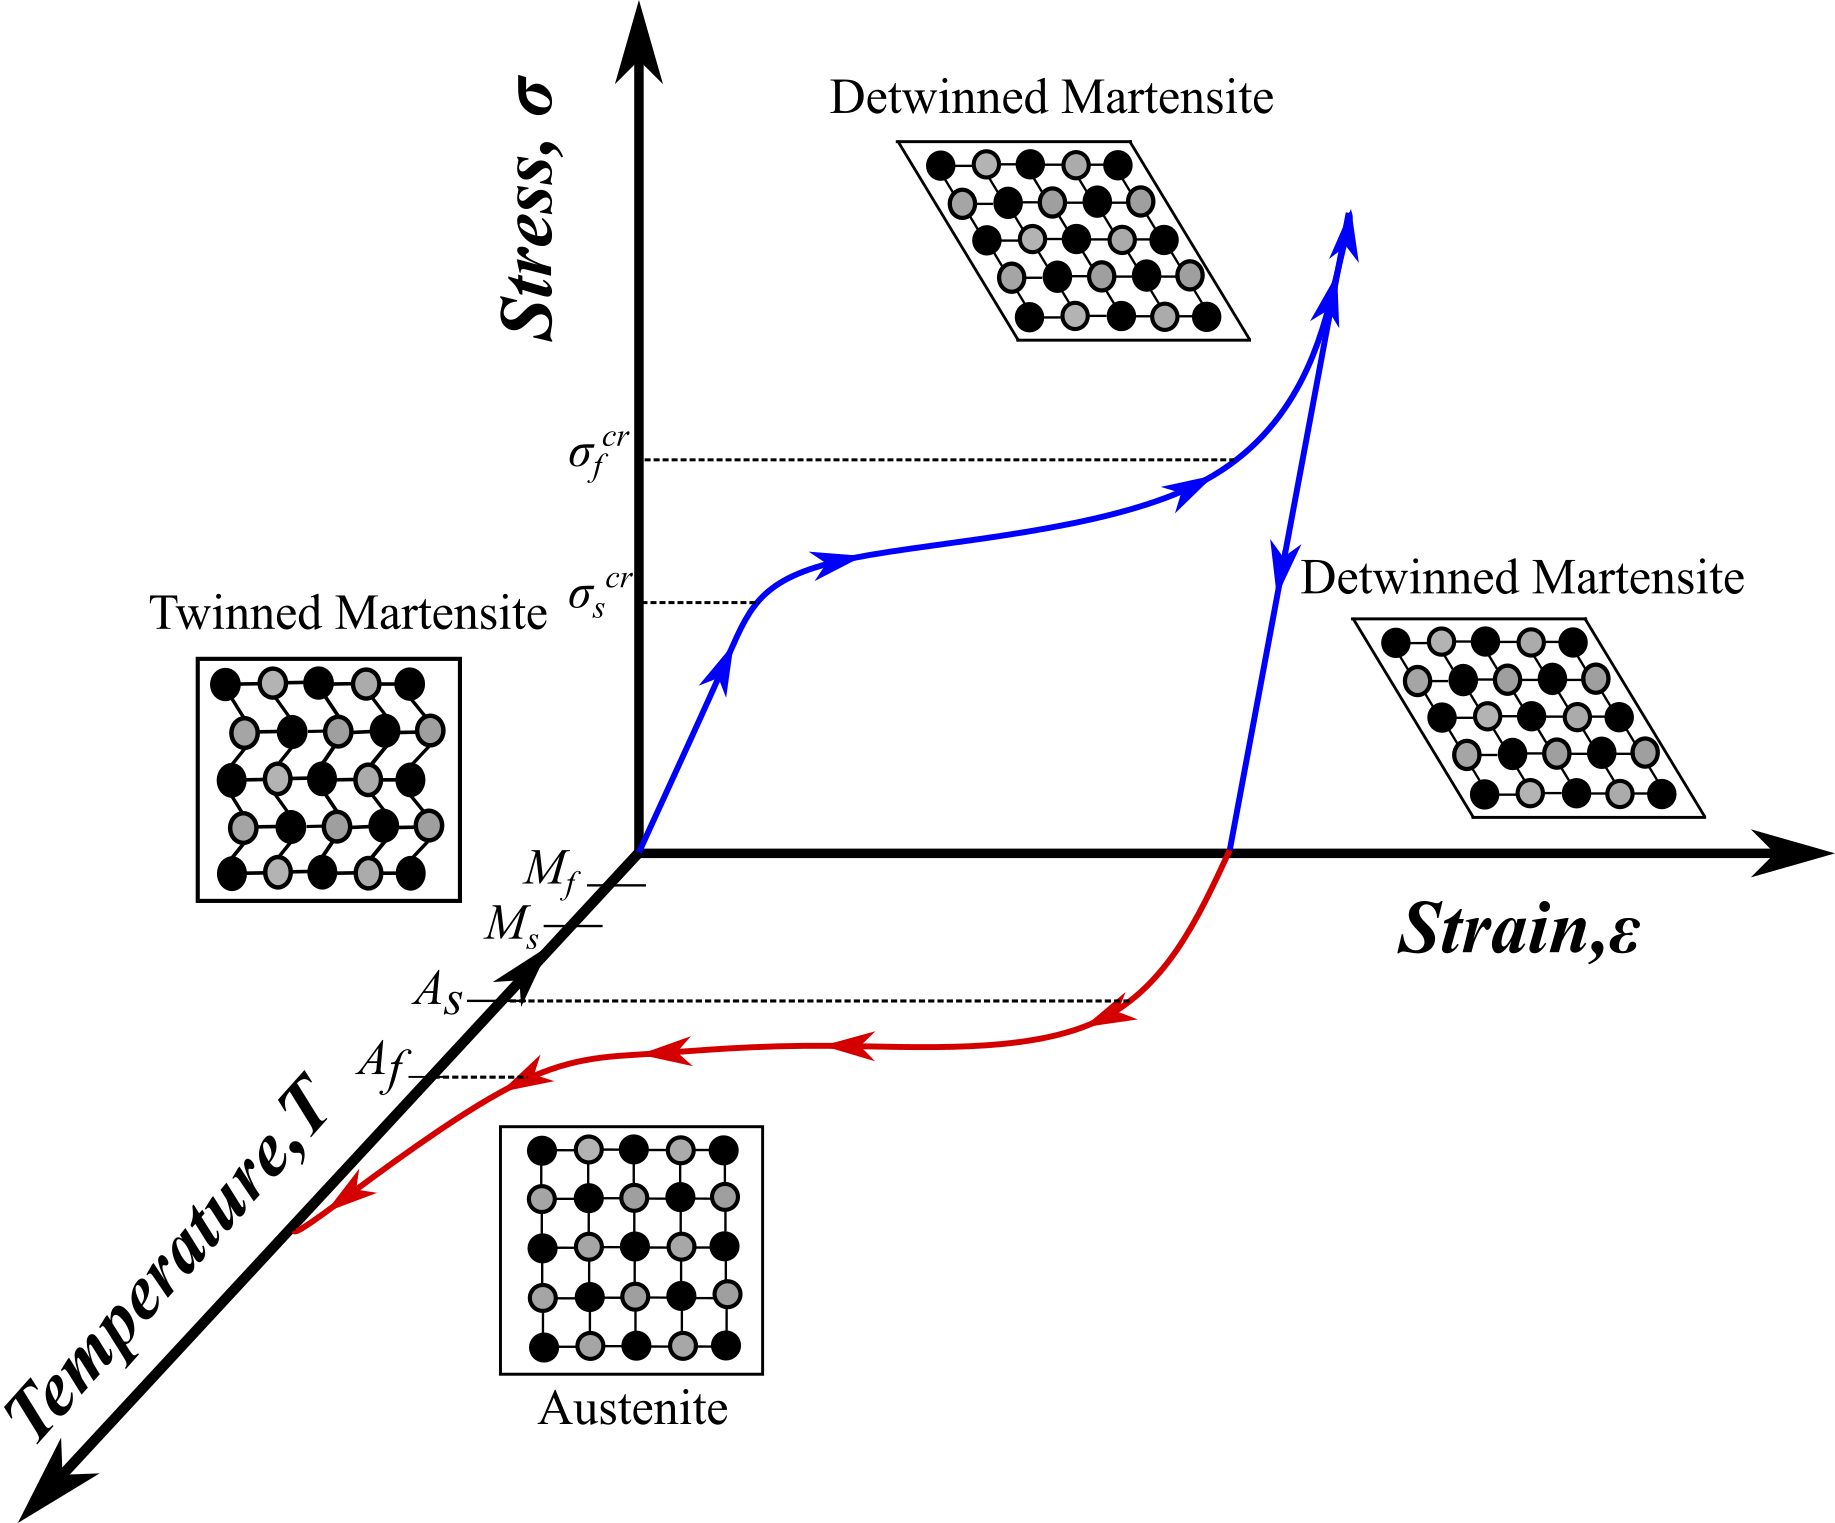 Stress, σ
Detwinned Martensite
σ_f^cr
σ_s^cr
Detwinned Martensite
Twinned Martensite
M_f
M_s
Strain,ε
A_s
A_f
Temperature,T
Austenite